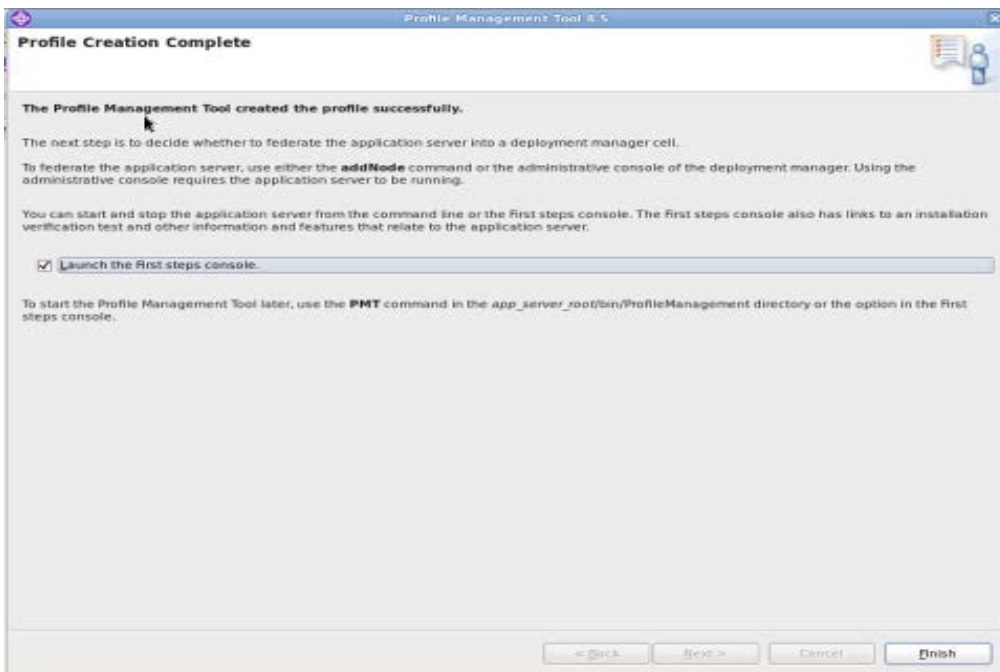 Profile Management Tool 8.5
Profile Creation Complete
The Profile Management Tool created the profile successfully.
The next step is to decide whether to federate the application server into a deployment manager cell.
To federate the application server, use either the addNode command or the administrative console of the deployment manager. Using the
administrative console requires the application server to be running.
You can start and stop the application server from the command line or the First steps console. The First steps console also has links to an installation
verification test and other information and features that relate to the application server.
Launch the First steps console.
To start the Profile Management Tool later, use the PMT command in the app_server_root/bin/ProfileManagement directory or the option in the First
steps console.
< Back Next > Cancel Finish